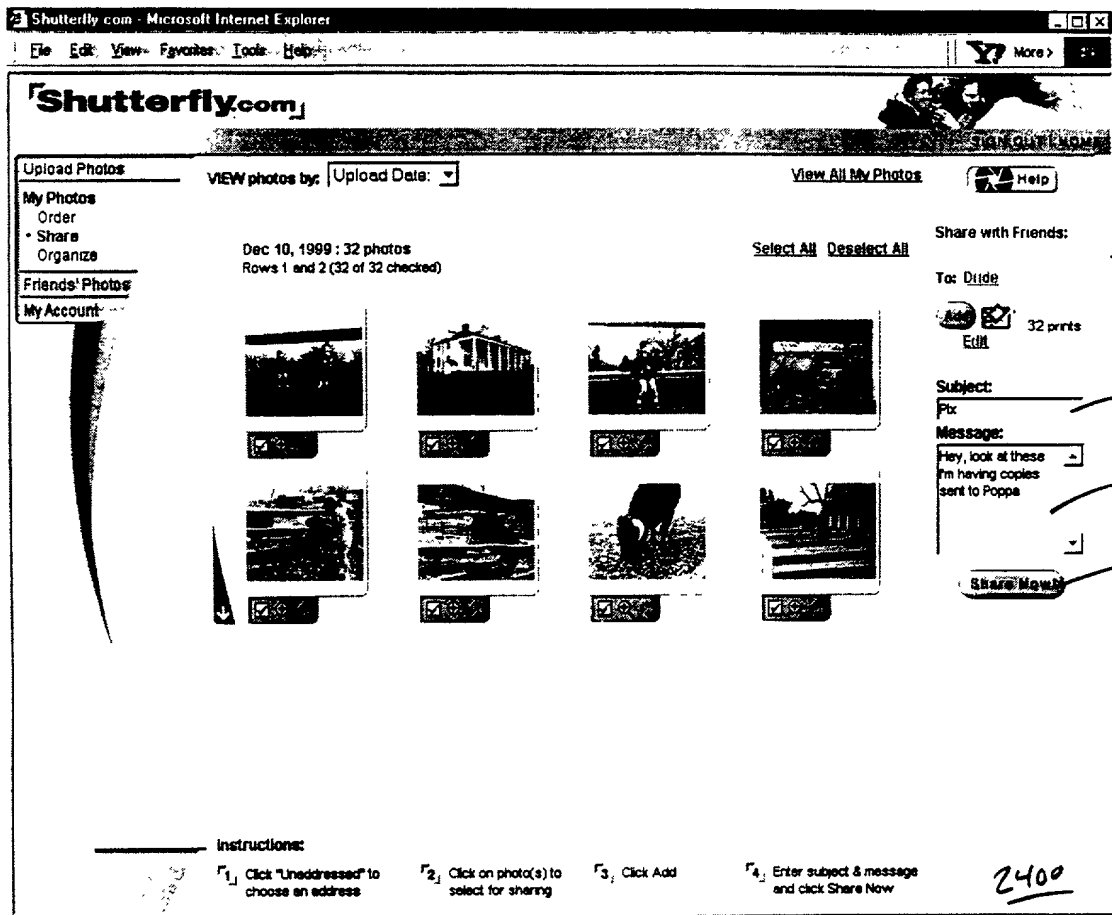 Shutterfly com - Microsoft Internet Explorer
File Edit View Favorites Tools Help
Y? More >
Shutterfly.com
SIGN OUT HOME
Upload Photos
My Photos
Order
• Share
Organize
Friends' Photos
My Account
VIEW photos by: Upload Date:
View All My Photos
Help
Dec 10, 1999 : 32 photos
Rows 1 and 2 (32 of 32 checked)
Select All Deselect All
Share with Friends:
To: Dude
Add
32 prints
Edit
Subject:
Pix
Message:
Hey, look at these
I'm having copies
sent to Poppa
Share Now!
Instructions:
1 Click "Unaddressed" to
choose an address
2 Click on photo(s) to
select for sharing
3 Click Add
4 Enter subject & message
and click Share Now
2400